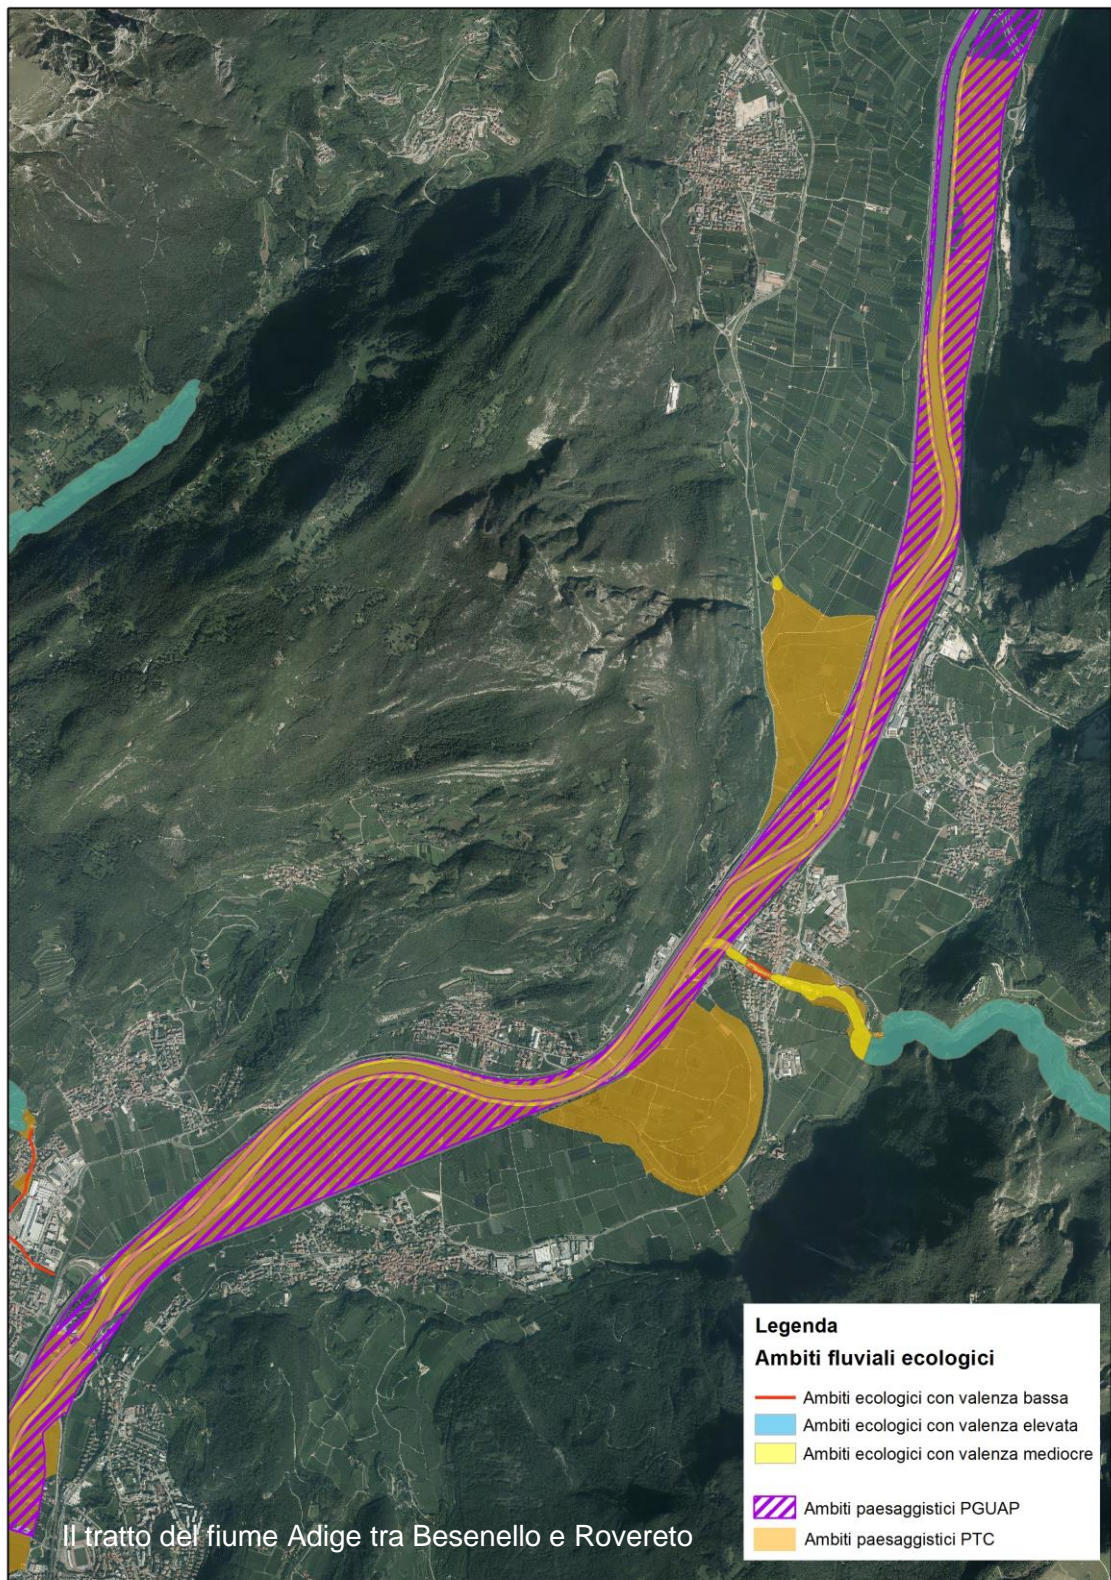 Legenda
Ambiti fluviali ecologici
Ambiti ecologici con valenza bassa
Ambiti ecologici con valenza elevata
Ambiti ecologici con valenza mediocre
Ambiti paesaggistici PGUAP
Ambiti paesaggistici PTC
Il tratto del fiume Adige tra Besenello e Rovereto